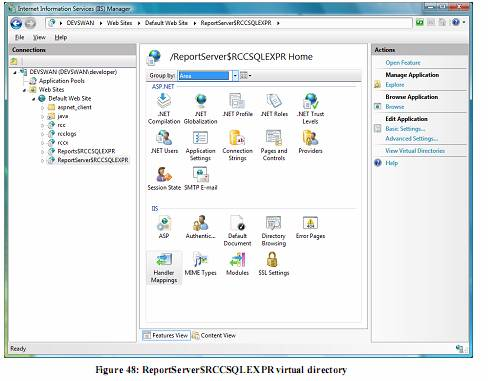 Internet Information Services (IIS) Manager
DEVSWAN
Web Sites
Default Web Site
ReportServer$RCCSQLEXPR
File View Help
Connections
DEVSWAN (DEVSWAN\developer)
Application Pools
Web Sites
Default Web Site
aspnet_client
java
rcc
rcclogs
rccx
Reports$RCCSQLEXPR
ReportServer$RCCSQLEXPR
/ReportServer$RCCSQLEXPR Home
Group by: Area
ASP.NET
.NET Compilation
.NET Globalization
.NET Profile
.NET Roles
.NET Trust Levels
.NET Users
Application Settings
Connection Strings
Pages and Controls
Providers
Session State
SMTP E-mail
IIS
ASP
Authentic...
Default Document
Directory Browsing
Error Pages
Handler Mappings
MIME Types
Modules
SSL Settings
Features View
Content View
Actions
Open Feature
Manage Application
Explore
Browse Application
Browse
Edit Application
Basic Settings...
Advanced Settings...
View Virtual Directories
Help
Ready
Figure 48: ReportServer$RCCSQLEXPR virtual directory